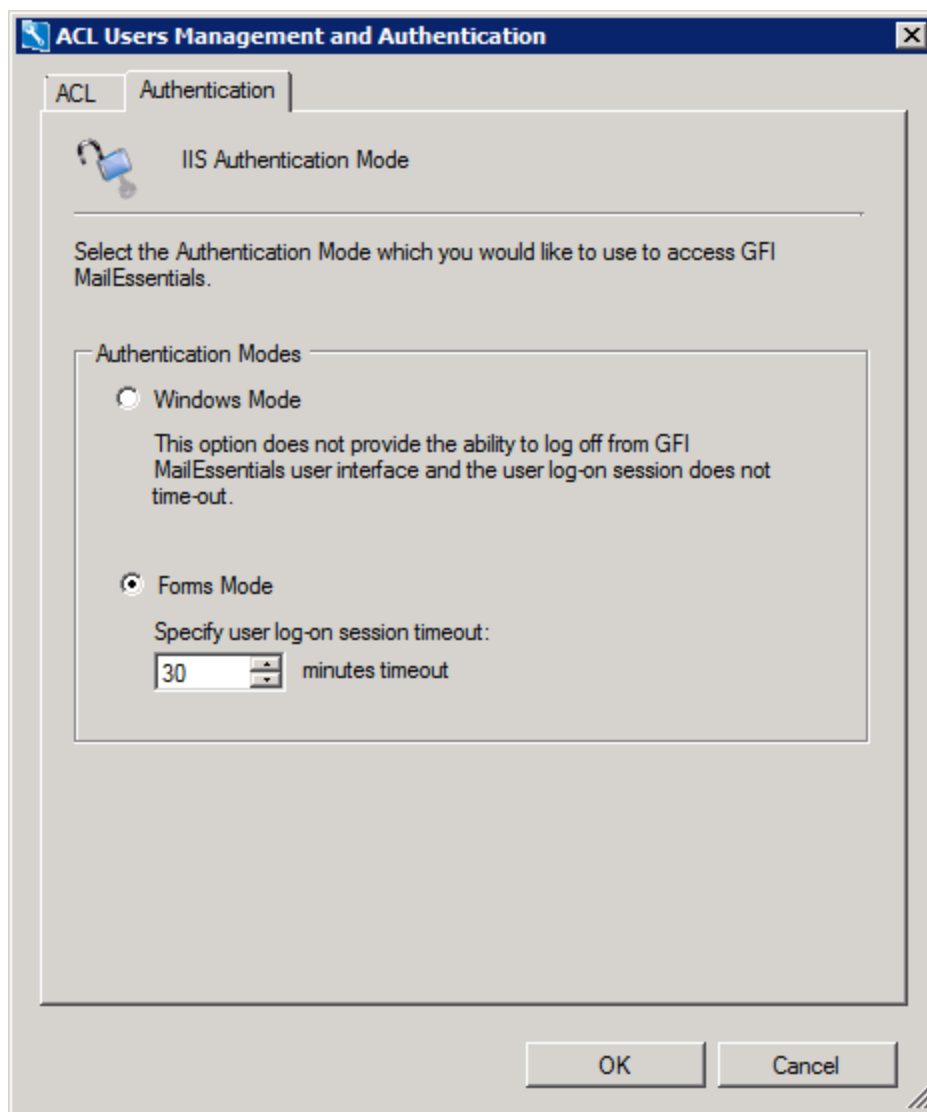 ACL Users Management and Authentication
ACL
Authentication
IIS Authentication Mode
Select the Authentication Mode which you would like to use to access GFI
MailEssentials.
Authentication Modes
Windows Mode
This option does not provide the ability to log off from GFI
MailEssentials user interface and the user log-on session does not
time-out.
Forms Mode
Specify user log-on session timeout:
30 minutes timeout
OK
Cancel